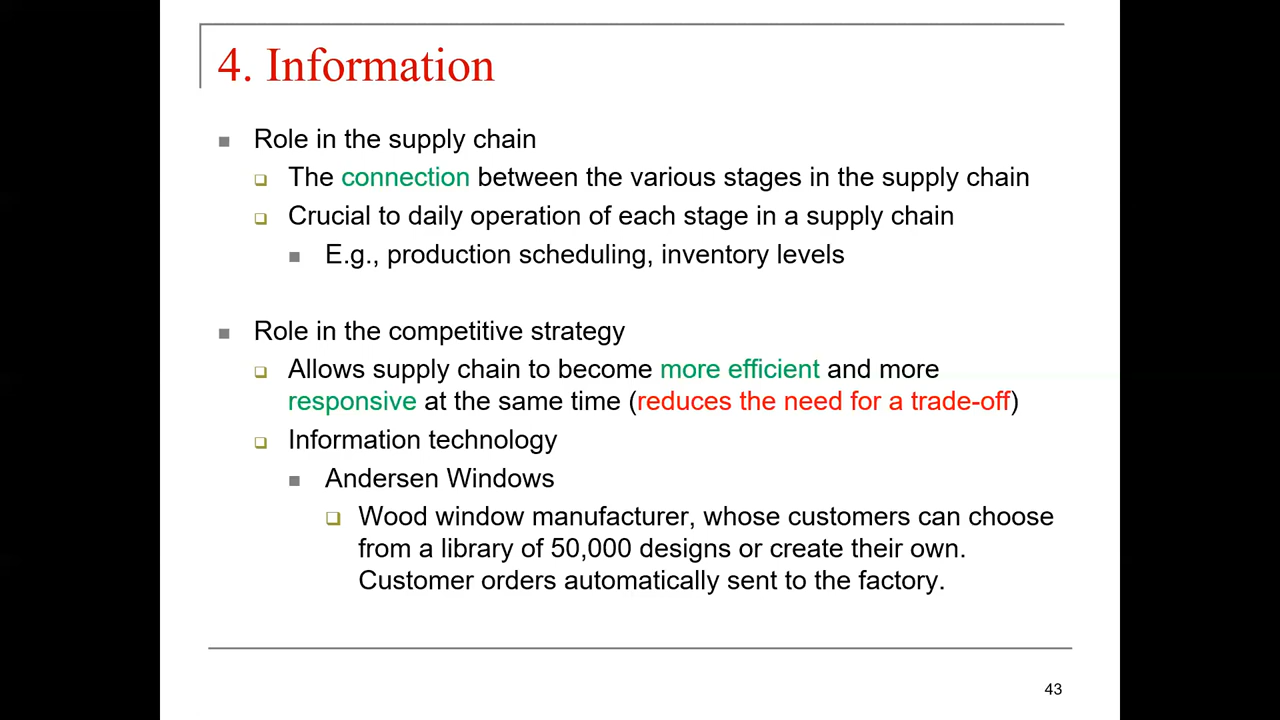 4. Information
Role in the supply chain
The connection between the various stages in the supply chain
Crucial to daily operation of each stage in a supply chain
E.g., production scheduling, inventory levels
Role in the competitive strategy
Allows supply chain to become more efficient and more
responsive at the same time (reduces the need for a trade-off)
Information technology
Andersen Windows
Wood window manufacturer, whose customers can choose
from a library of 50,000 designs or create their own.
Customer orders automatically sent to the factory.
43